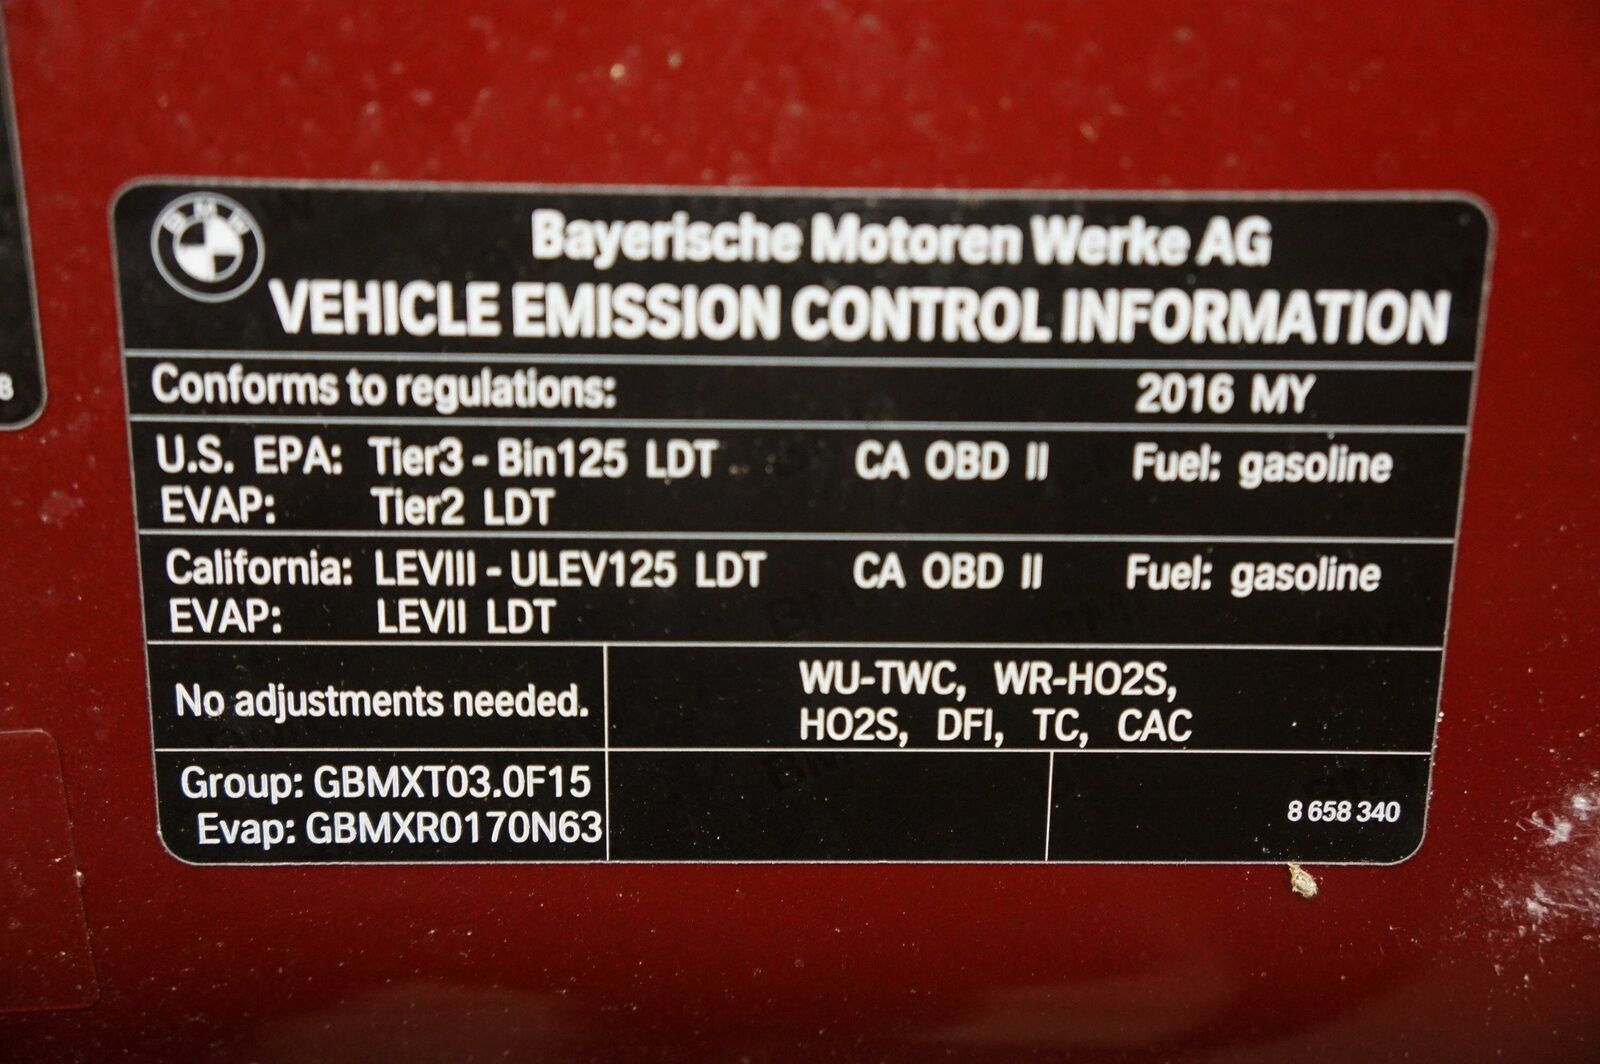 BMW
Bayerische Motoren Werke AG
VEHICLE EMISSION CONTROL INFORMATION
Conforms to regulations: 2016 MY
U.S. EPA: Tier3 - Bin125 LDT CA OBD II Fuel: gasoline
EVAP: Tier2 LDT
California: LEVIII - ULEV125 LDT CA OBD II Fuel: gasoline
EVAP: LEVII LDT
No adjustments needed.
WU-TWC, WR-HO2S,
HO2S, DFI, TC, CAC
Group: GBMXT03.0F15
Evap: GBMXR0170N63
8 658 340
8